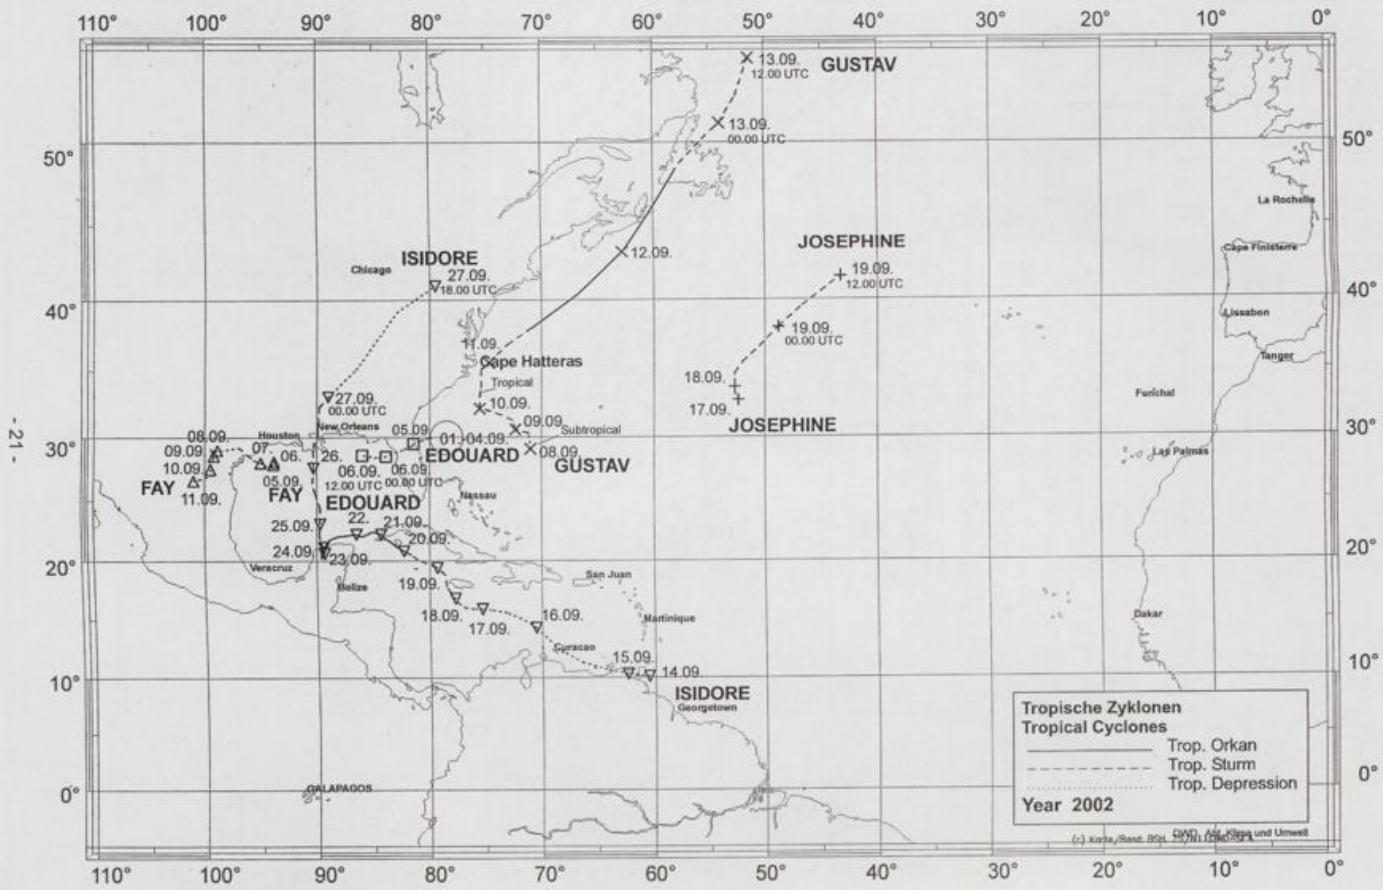 110° 100° 90° 80° 70° 60° 50° 40° 30° 20° 10° 0°
13.09.
12.00 UTC
GUSTAV
13.09.
00.00 UTC
50° 50°
La Rochelle
12.09.
JOSEPHINE
Cape Finisterre
ISIDORE
Chicago
27.09.
18.00 UTC
19.09.
12.00 UTC
40° 40°
Lissabon
19.09.
00.00 UTC
11.09.
Cape Hatteras
Tanger
Tropical
18.09.
27.09.
00.00 UTC
10.09.
17.09.
Funchal
New Orleans
09.09.
JOSEPHINE
08.09.
Houston
05.09.
01.-04.09.
Subtropical
30° 30°
09.09.
07.
06.
26.
EDOUARD
08.09.
GUSTAV
Las Palmas
10.09.
05.09.
06.09.
12.00 UTC
06.09.
00.00 UTC
FAY
11.09.
FAY
EDOUARD
Nassau
25.09.
22.
21.09.
20.09.
24.09.
23.09.
20° 20°
Veracruz
Belize
19.09.
San Juan
18.09.
17.09.
16.09.
Martinique
Dakar
Curacao
15.09.
14.09.
10° 10°
ISIDORE
Georgetown
Tropische Zyklonen
Tropical Cyclones
Trop. Orkan
Trop. Sturm
Trop. Depression
Year 2002
0° 0°
GALAPAGOS
DWD, Abt. Klima und Umwelt
110° 100° 90° 80° 70° 60° 50° 40° 30° 20° 10° 0°
- 21 -